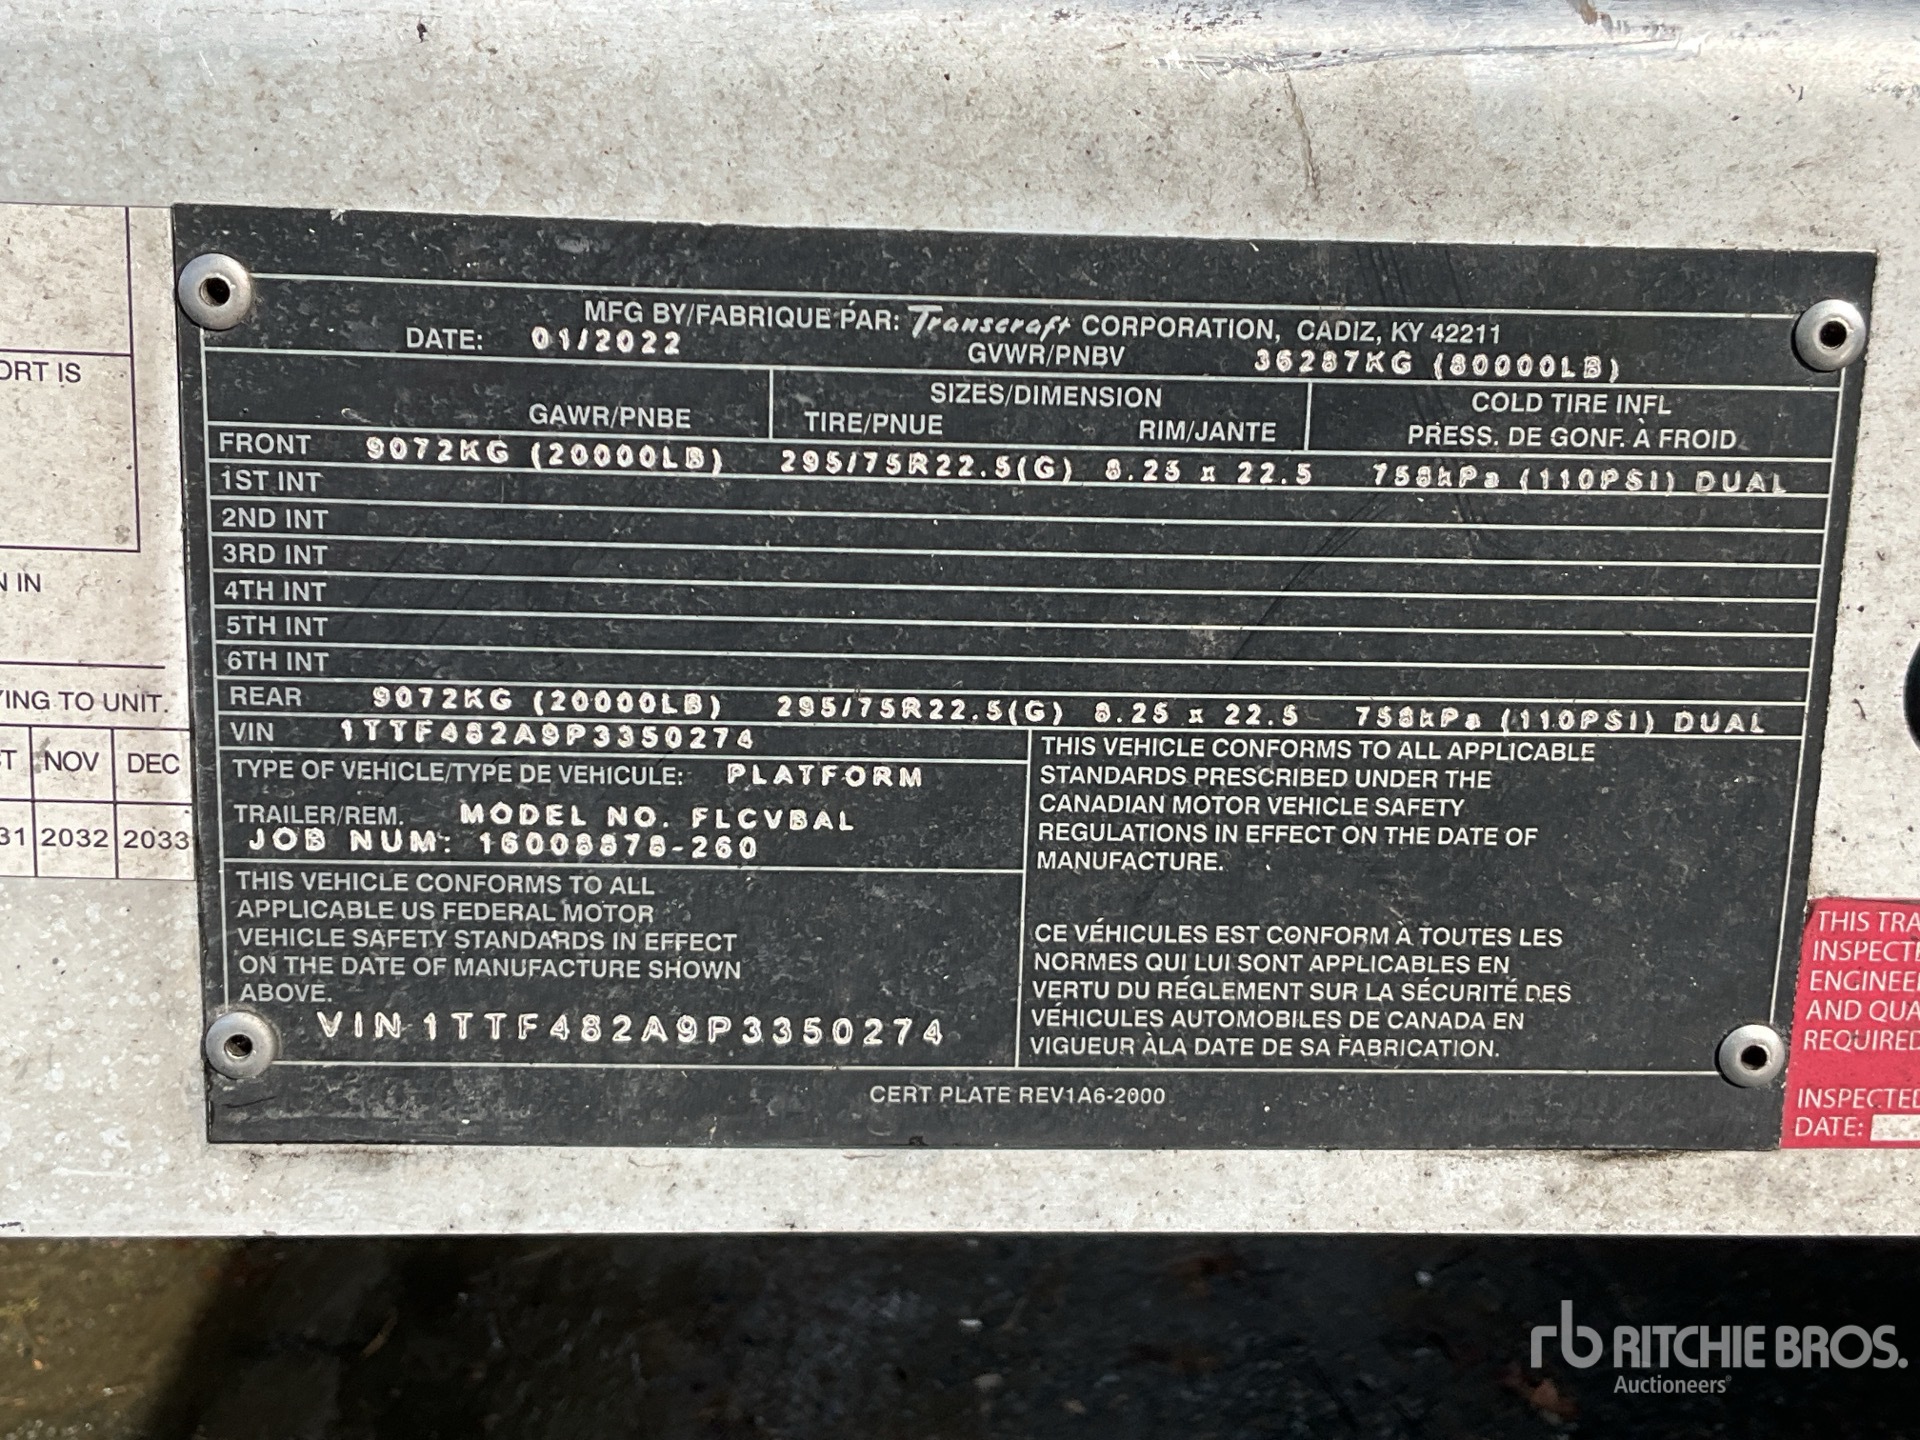 MFG BY/FABRIQUE PAR: Transcraft CORPORATION, CADIZ, KY 42211
DATE: 01/2022 GVWR/PNBV 36287KG (80000LB)
GAWR/PNBE SIZES/DIMENSION TIRE/PNUE RIM/JANTE COLD TIRE INFL PRESS. DE GONF. À FROID
FRONT 9072KG (20000LB) 295/75R22.5(G) 8.25 x 22.5 758kPa (110PSI) DUAL
1ST INT
2ND INT
3RD INT
4TH INT
5TH INT
6TH INT
REAR 9072KG (20000LB) 295/75R22.5(G) 8.25 x 22.5 758kPa (110PSI) DUAL
VIN 1TTF482A9P3350274
TYPE OF VEHICLE/TYPE DE VEHICULE: PLATFORM
TRAILER/REM. MODEL NO. FLCVBAL
JOB NUM: 16008878-260
THIS VEHICLE CONFORMS TO ALL
APPLICABLE US FEDERAL MOTOR
VEHICLE SAFETY STANDARDS IN EFFECT
ON THE DATE OF MANUFACTURE SHOWN
ABOVE.
VIN 1TTF482A9P3350274
THIS VEHICLE CONFORMS TO ALL APPLICABLE
STANDARDS PRESCRIBED UNDER THE
CANADIAN MOTOR VEHICLE SAFETY
REGULATIONS IN EFFECT ON THE DATE OF
MANUFACTURE.
CE VÉHICULES EST CONFORM À TOUTES LES
NORMES QUI LUI SONT APPLICABLES EN
VERTU DU RÉGLEMENT SUR LA SÉCURITÉ DES
VÉHICULES AUTOMOBILES DE CANADA EN
VIGUEUR ÀLA DATE DE SA FABRICATION.
CERT PLATE REV1A6-2000
ORT IS
N IN
YING TO UNIT.
T NOV DEC
31 2032 2033
THIS TRA
INSPECTE
ENGINEE
AND QUA
REQUIRED
INSPECTED
DATE:
rb RITCHIE BROS.
Auctioneers